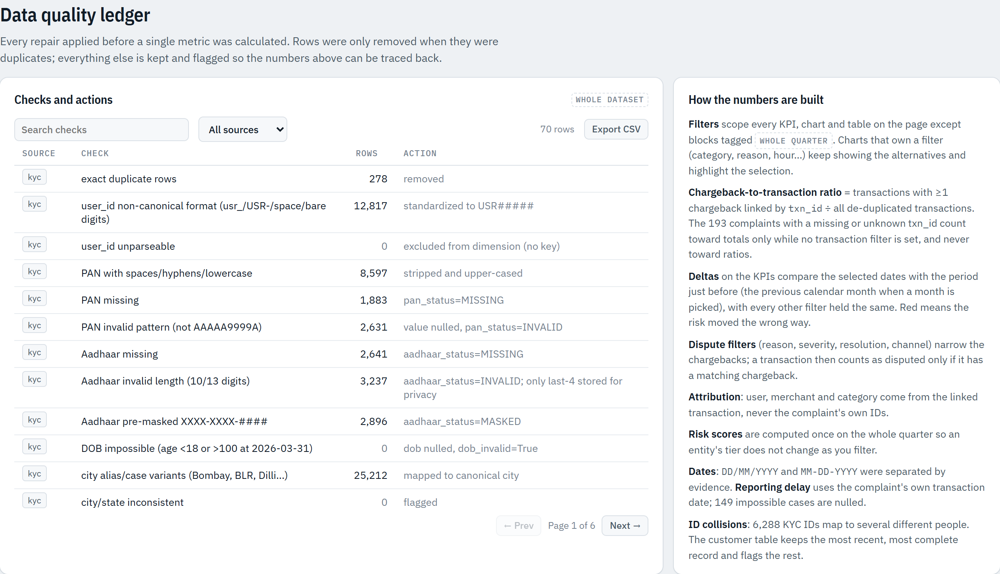 Data quality ledger
Every repair applied before a single metric was calculated. Rows were only removed when they were
duplicates; everything else is kept and flagged so the numbers above can be traced back.
Checks and actions
WHOLE DATASET
Search checks
All sources
70 rows
Export CSV
SOURCE CHECK ROWS ACTION
kyc exact duplicate rows 278 removed
kyc user_id non-canonical format (usr_/USR-/space/bare 12,817 standardized to USR#####
digits)
kyc user_id unparseable 0 excluded from dimension (no key)
kyc PAN with spaces/hyphens/lowercase 8,597 stripped and upper-cased
kyc PAN missing 1,883 pan_status=MISSING
kyc PAN invalid pattern (not AAAAA9999A) 2,631 value nulled, pan_status=INVALID
kyc Aadhaar missing 2,641 aadhaar_status=MISSING
kyc Aadhaar invalid length (10/13 digits) 3,237 aadhaar_status=INVALID; only last-4 stored for
privacy
kyc Aadhaar pre-masked XXXX-XXXX-#### 2,896 aadhaar_status=MASKED
kyc DOB impossible (age <18 or >100 at 2026-03-31) 0 dob nulled, dob_invalid=True
kyc city alias/case variants (Bombay, BLR, Dilli...) 25,212 mapped to canonical city
kyc city/state inconsistent 0 flagged
← Prev Page 1 of 6 Next →
How the numbers are built
Filters scope every KPI, chart and table on the page except
blocks tagged WHOLE QUARTER. Charts that own a filter
(category, reason, hour...) keep showing the alternatives and
highlight the selection.
Chargeback-to-transaction ratio = transactions with ≥1
chargeback linked by txn_id ÷ all de-duplicated transactions.
The 193 complaints with a missing or unknown txn_id count
toward totals only while no transaction filter is set, and never
toward ratios.
Deltas on the KPIs compare the selected dates with the period
just before (the previous calendar month when a month is
picked), with every other filter held the same. Red means the
risk moved the wrong way.
Dispute filters (reason, severity, resolution, channel) narrow the
chargebacks; a transaction then counts as disputed only if it has
a matching chargeback.
Attribution: user, merchant and category come from the linked
transaction, never the complaint's own IDs.
Risk scores are computed once on the whole quarter so an
entity's tier does not change as you filter.
Dates: DD/MM/YYYY and MM-DD-YYYY were separated by
evidence. Reporting delay uses the complaint's own transaction
date; 149 impossible cases are nulled.
ID collisions: 6,288 KYC IDs map to several different people.
The customer table keeps the most recent, most complete
record and flags the rest.